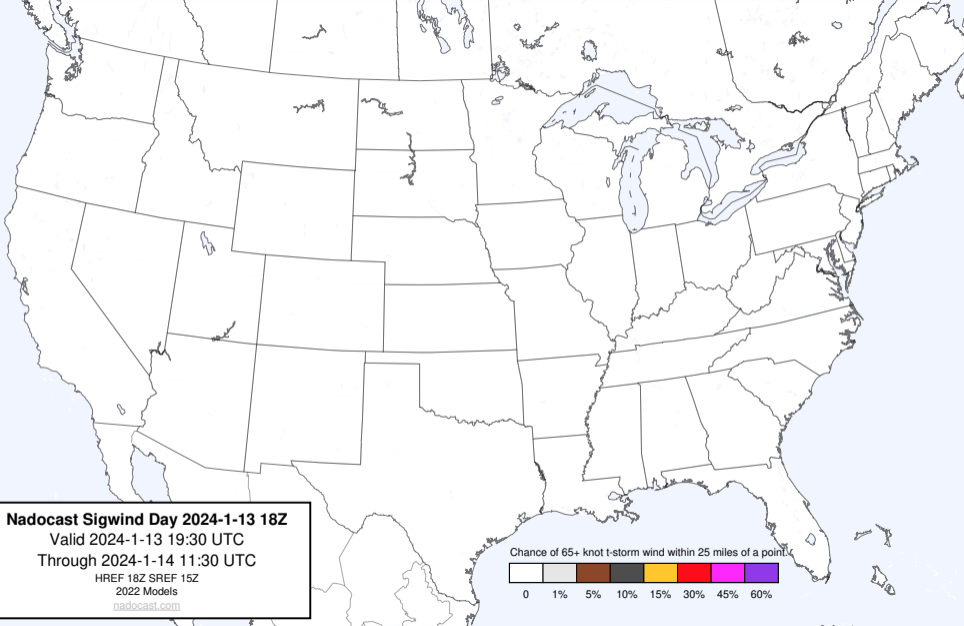 Nadocast Sigwind Day 2024-1-13 18Z
Valid 2024-1-13 19:30 UTC
Through 2024-1-14 11:30 UTC
HREF 18Z SREF 15Z
2022 Models
nadocast.com
Chance of 65+ knot t-storm wind within 25 miles of a point.
0 1% 5% 10% 15% 30% 45% 60%